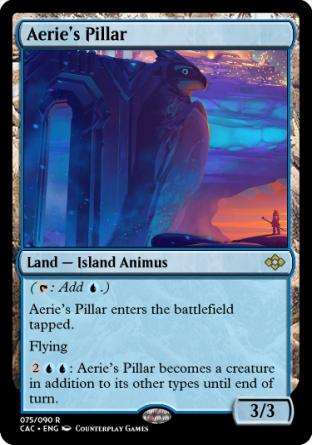 Aerie's Pillar
Land — Island Animus
(T: Add .)
Aerie's Pillar enters the battlefield
tapped.
Flying
2 : Aerie's Pillar becomes a creature
in addition to its other types until end of
turn.
3/3
075/090 R
CAC • ENG Counterplay Games